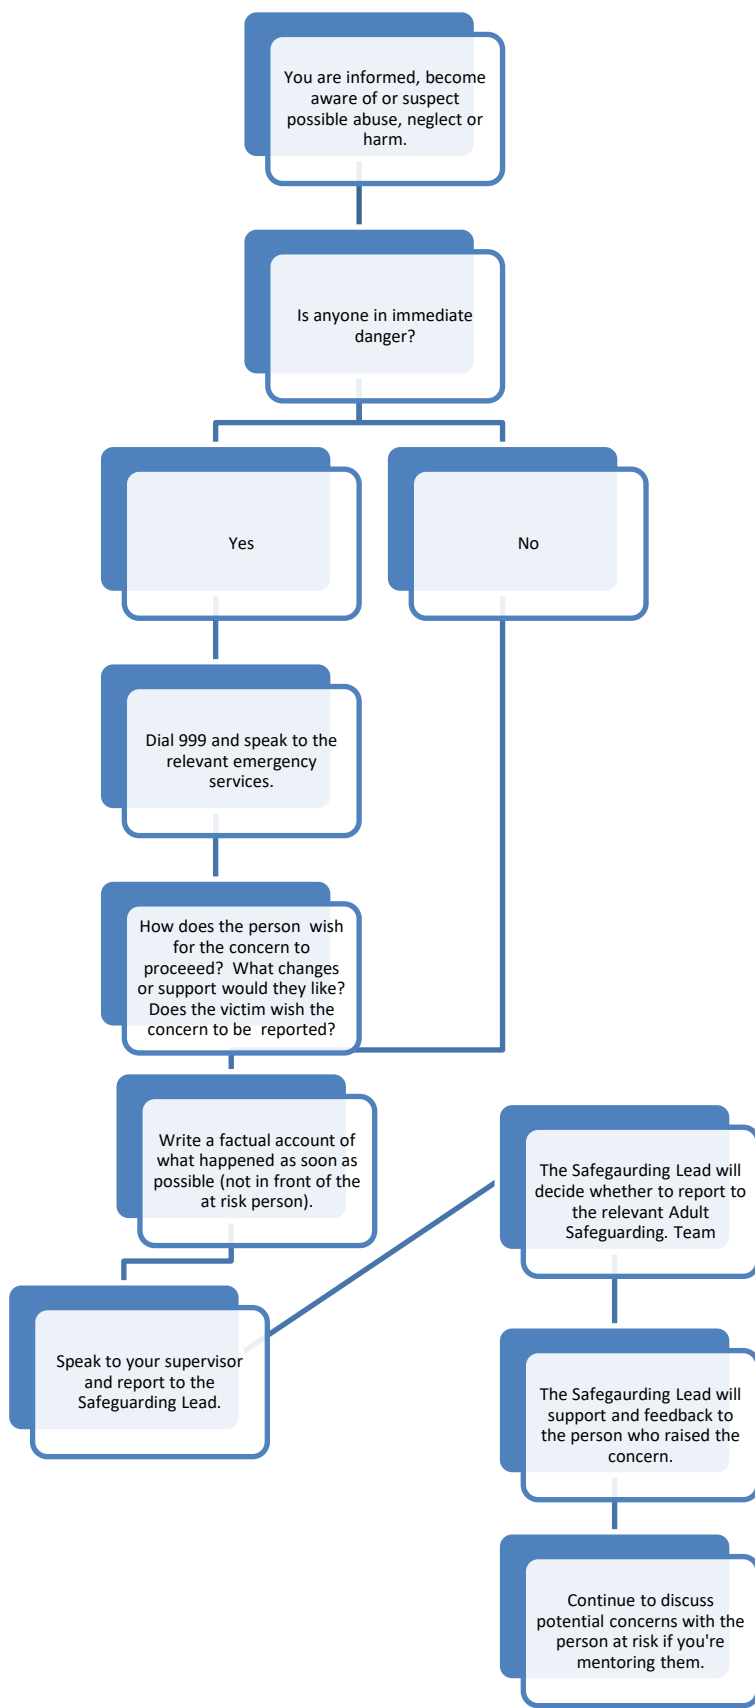 You are informed, become
aware of or suspect
possible abuse, neglect or
harm.
Is anyone in immediate
danger?
Yes
No
Dial 999 and speak to the
relevant emergency
services.
How does the person wish
for the concern to
proceeed? What changes
or support would they like?
Does the victim wish the
concern to be reported?
Write a factual account of
what happened as soon as
possible (not in front of the
at risk person).
Speak to your supervisor
and report to the
Safeguarding Lead.
The Safegaurding Lead will
decide whether to report to
the relevant Adult
Safeguarding. Team
The Safegaurding Lead will
support and feedback to
the person who raised the
concern.
Continue to discuss
potential concerns with the
person at risk if you're
mentoring them.